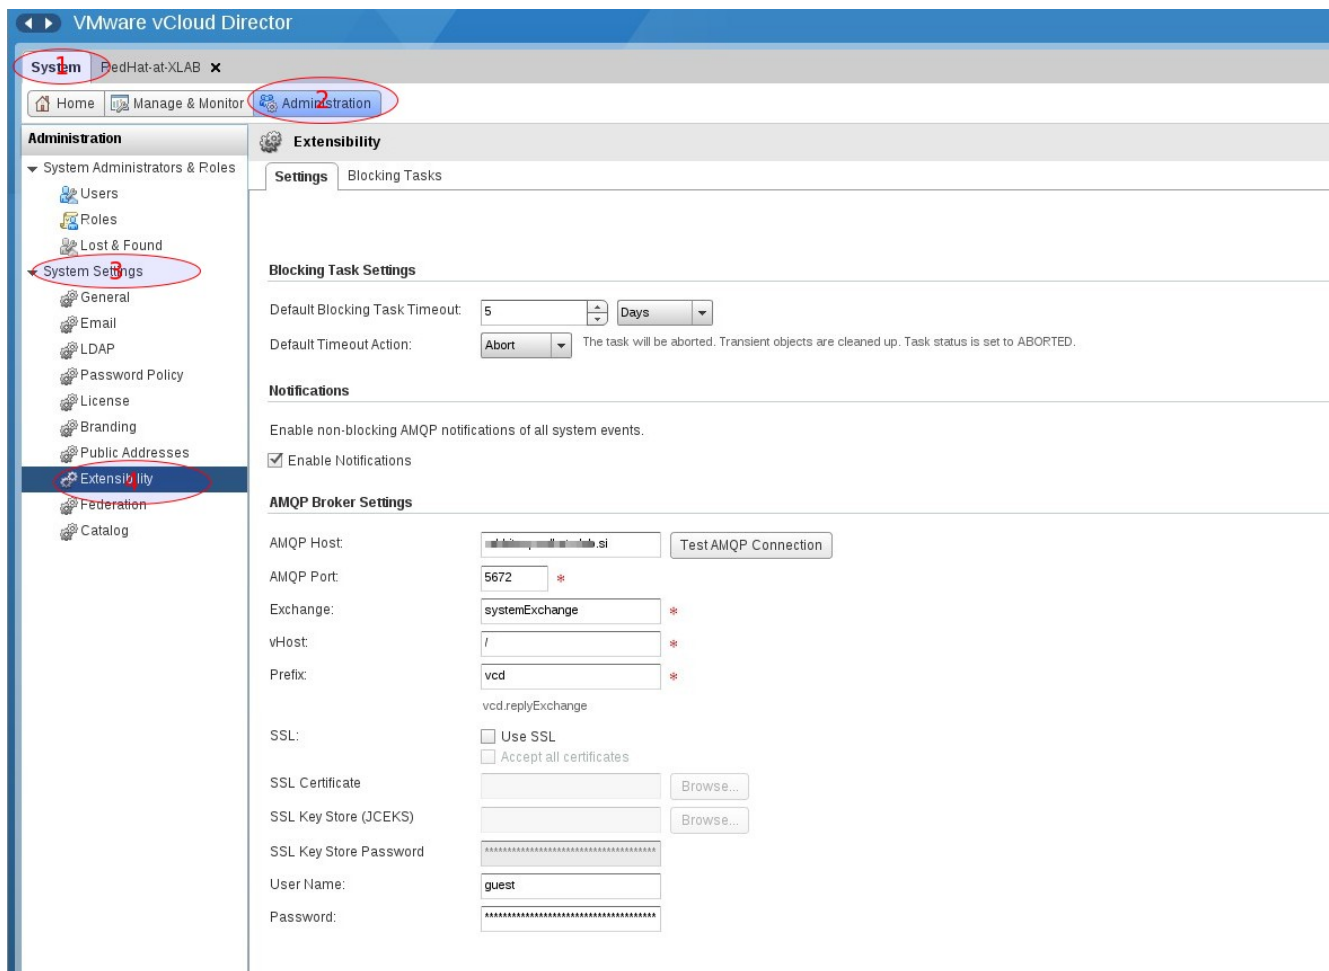 VMware vCloud Director
System RedHat-at-XLAB
1
Home Manage & Monitor Administration
2
Administration
System Administrators & Roles
Users
Roles
Lost & Found
System Settings
3
General
Email
LDAP
Password Policy
License
Branding
Public Addresses
Extensibility
4
Federation
Catalog
Extensibility
Settings Blocking Tasks
Blocking Task Settings
Default Blocking Task Timeout: 5 Days
Default Timeout Action: Abort The task will be aborted. Transient objects are cleaned up. Task status is set to ABORTED.
Notifications
Enable non-blocking AMQP notifications of all system events.
Enable Notifications
AMQP Broker Settings
AMQP Host: .si Test AMQP Connection
AMQP Port: 5672 *
Exchange: systemExchange *
vHost: / *
Prefix: vcd *
vcd.replyExchange
SSL: Use SSL
Accept all certificates
SSL Certificate Browse...
SSL Key Store (JCEKS) Browse...
SSL Key Store Password **************************************
User Name: guest
Password: **************************************